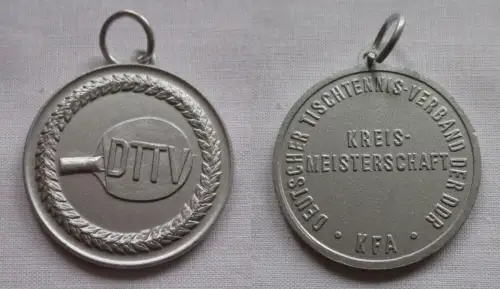 DTTV
DEUTSCHER TISCHTENNIS-VERBAND DER DDR
KREIS-
MEISTERSCHAFT
· KFA ·